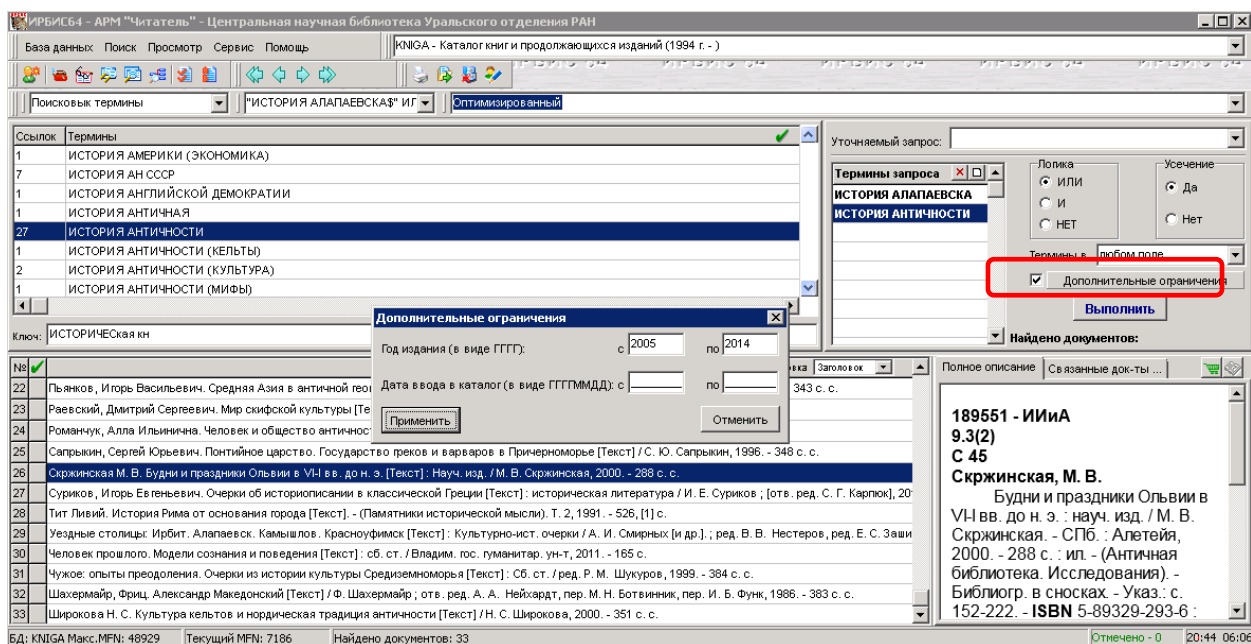 ИРБИС64 - АРМ "Читатель" - Центральная научная библиотека Уральского отделения РАН
База данных Поиск Просмотр Сервис Помощь
KNIGA - Каталог книг и продолжающихся изданий (1994 г. - )
Поисковык термины
"ИСТОРИЯ АЛАПАЕВСКА$" ИЛ
Оптимизированный
Ссылок Термины
1 ИСТОРИЯ АМЕРИКИ (ЭКОНОМИКА)
7 ИСТОРИЯ АН СССР
1 ИСТОРИЯ АНГЛИЙСКОЙ ДЕМОКРАТИИ
1 ИСТОРИЯ АНТИЧНАЯ
27 ИСТОРИЯ АНТИЧНОСТИ
1 ИСТОРИЯ АНТИЧНОСТИ (КЕЛЬТЫ)
2 ИСТОРИЯ АНТИЧНОСТИ (КУЛЬТУРА)
1 ИСТОРИЯ АНТИЧНОСТИ (МИФЫ)
Ключ: ИСТОРИЧЕСкая кн
Уточняемый запрос:
Термины запроса
ИСТОРИЯ АЛАПАЕВСКА
ИСТОРИЯ АНТИЧНОСТИ
Логика
ИЛИ
И
НЕТ
Усечение
Да
Нет
Термины в любом поле
Дополнительные ограничения
Выполнить
Найдено документов:
Дополнительные ограничения
Год издания (в виде ГГГГ): с 2005 по 2014
Дата ввода в каталог (в виде ГГГГММДД): с по
Применить Отменить
№ Заголовок
22 Пьянков, Игорь Васильевич. Средняя Азия в античной 343 с. с.
23 Раевский, Дмитрий Сергеевич. Мир скифской культуры [Те
24 Романчук, Алла Ильинична. Человек и общество античнос
25 Сапрыкин, Сергей Юрьевич. Понтийное царство. Государство греков и варваров в Причерноморье [Текст] / С. Ю. Сапрыкин, 1996. - 348 с. с.
26 Скржинская М. В. Будни и праздники Ольвии в VI-I вв. до н. э. [Текст] : Науч. изд. / М. В. Скржинская, 2000. - 288 с. с.
27 Суриков, Игорь Евгеньевич. Очерки об историописании в классической Греции [Текст] : историческая литература / И. Е. Суриков ; [отв. ред. С. Г. Карпюк], 20
28 Тит Ливий. История Рима от основания города [Текст]. - (Памятники исторической мысли). Т. 2, 1991. - 526, [1] с.
29 Уездные столицы: Ирбит. Алапаевск. Камышлов. Красноуфимск [Текст] : Культурно-ист. очерки / А. И. Смирных [и др.]. ; ред. В. В. Нестеров, ред. Е. С. Заши
30 Человек прошлого. Модели сознания и поведения [Текст] : сб. ст. / Владим. гос. гуманитар. ун-т, 2011. - 165 с.
31 Чужое: опыты преодоления. Очерки из истории культуры Средиземноморья [Текст] : Сб. ст. / ред. Р. М. Шукуров, 1999. - 384 с. с.
32 Шахермайр, Фриц. Александр Македонский [Текст] / Ф. Шахермайр ; отв. ред. А. А. Нейхардт, пер. М. Н. Ботвинник, пер. И. Б. Функ, 1986. - 383 с. с.
33 Широкова Н. С. Культура кельтов и нордическая традиция античности [Текст] / Н. С. Широкова, 2000. - 351 с. с.
Полное описание Связанные док-ты ...
189551 - ИИиА
9.3(2)
С 45
Скржинская, М. В.
Будни и праздники Ольвии в
VI-I вв. до н. э. : науч. изд. / М. В.
Скржинская. - СПб. : Алетейя,
2000. - 288 с. : ил. - (Античная
библиотека. Исследования). -
Библиогр. в сносках. - Указ.: с.
152-222. - ISBN 5-89329-293-6 :
БД: KNIGA Макс.MFN: 48929 Текущий MFN: 7186 Найдено документов: 33 Отмечено - 0 20:44 06:06